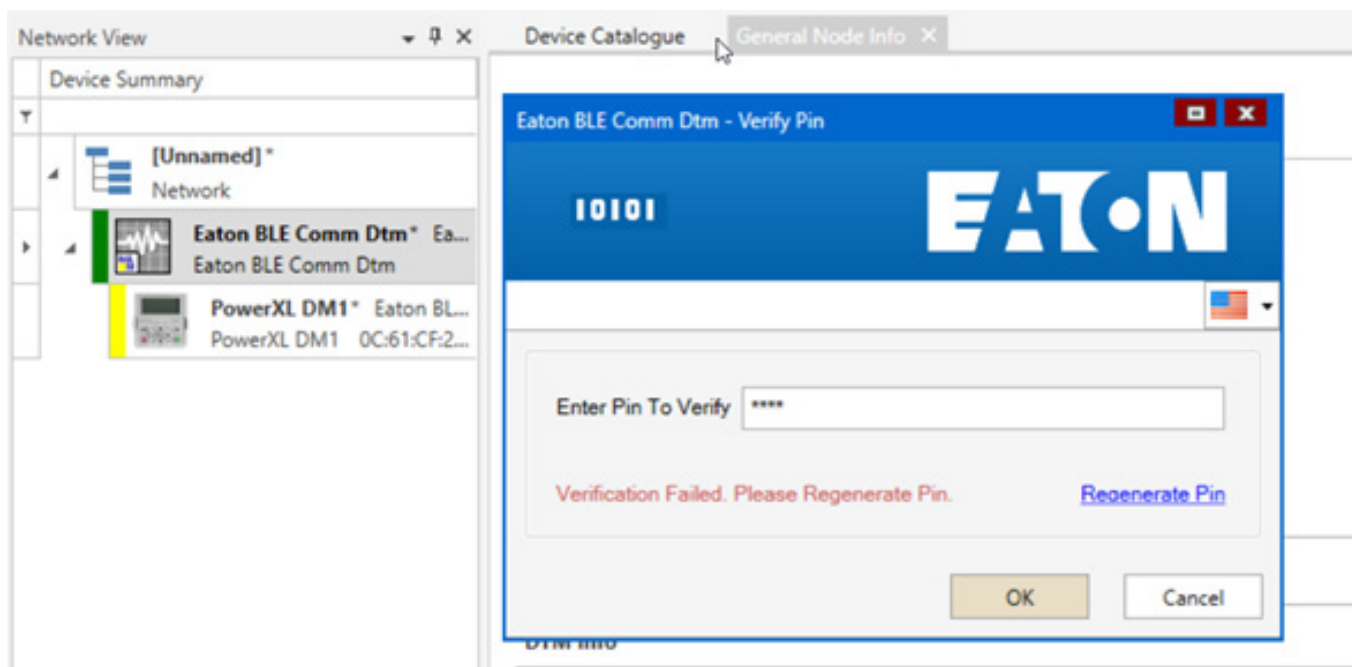 Network View
Device Summary
[Unnamed] *
Network
Eaton BLE Comm Dtm* Ea...
Eaton BLE Comm Dtm
PowerXL DM1* Eaton BL...
PowerXL DM1 0C:61:CF:2...
Device Catalogue
General Node Info
Eaton BLE Comm Dtm - Verify Pin
10101
EATON
Enter Pin To Verify ****
Verification Failed. Please Regenerate Pin.
Regenerate Pin
OK
Cancel
DTM Info